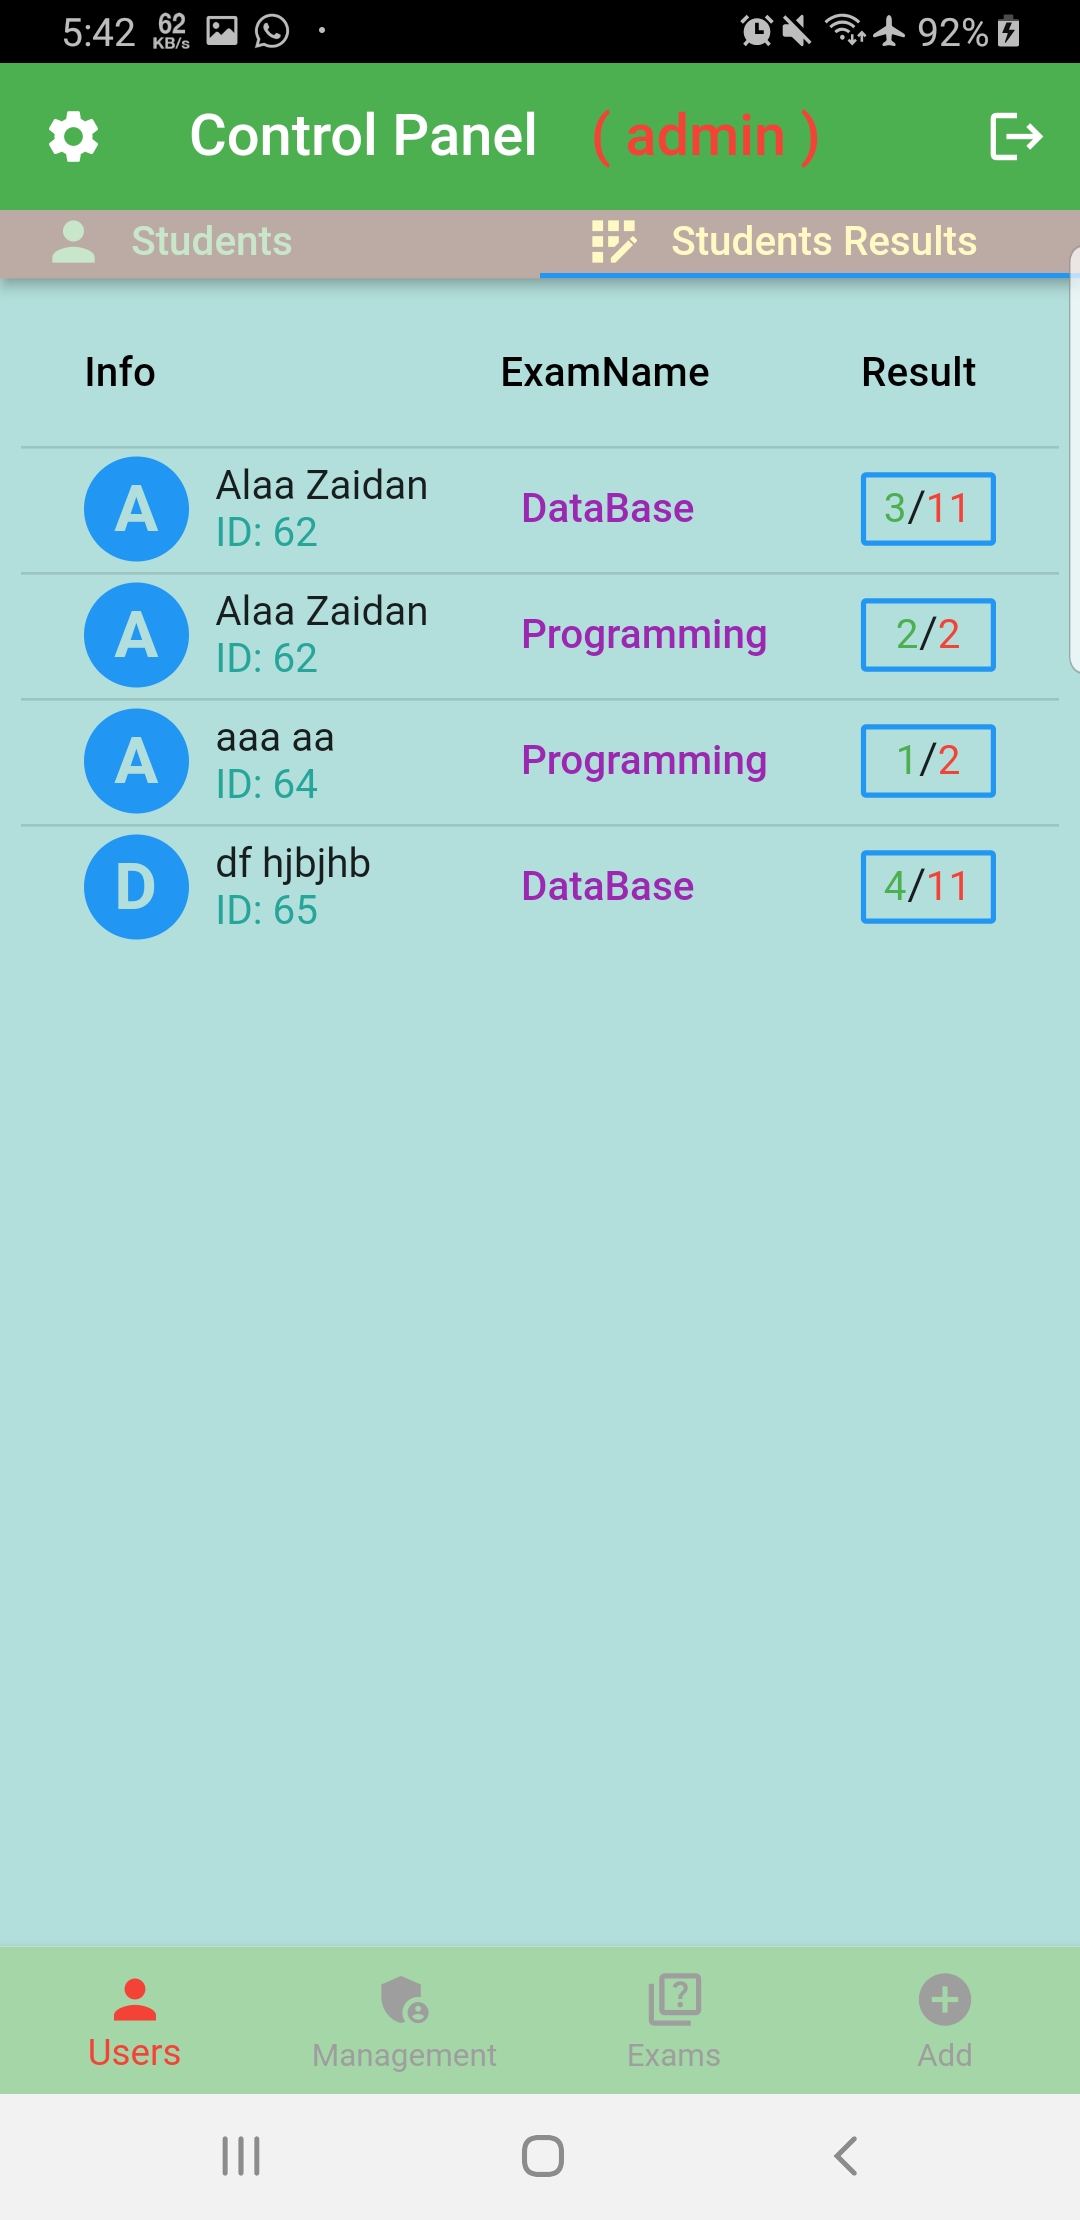 5:42 62 KB/s 92%
Control Panel ( admin )
Students Students Results
Info ExamName Result
A Alaa Zaidan ID: 62 DataBase 3/11
A Alaa Zaidan ID: 62 Programming 2/2
A aaa aa ID: 64 Programming 1/2
D df hjbjhb ID: 65 DataBase 4/11
Users Management Exams Add